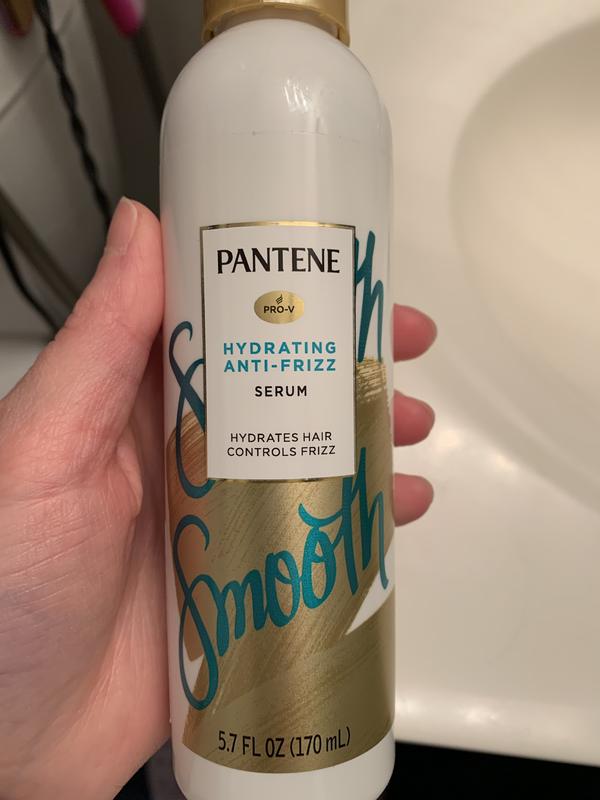 PANTENE
PRO-V
HYDRATING
ANTI-FRIZZ
SERUM
HYDRATES HAIR
CONTROLS FRIZZ
Smooth
5.7 FL OZ (170 mL)